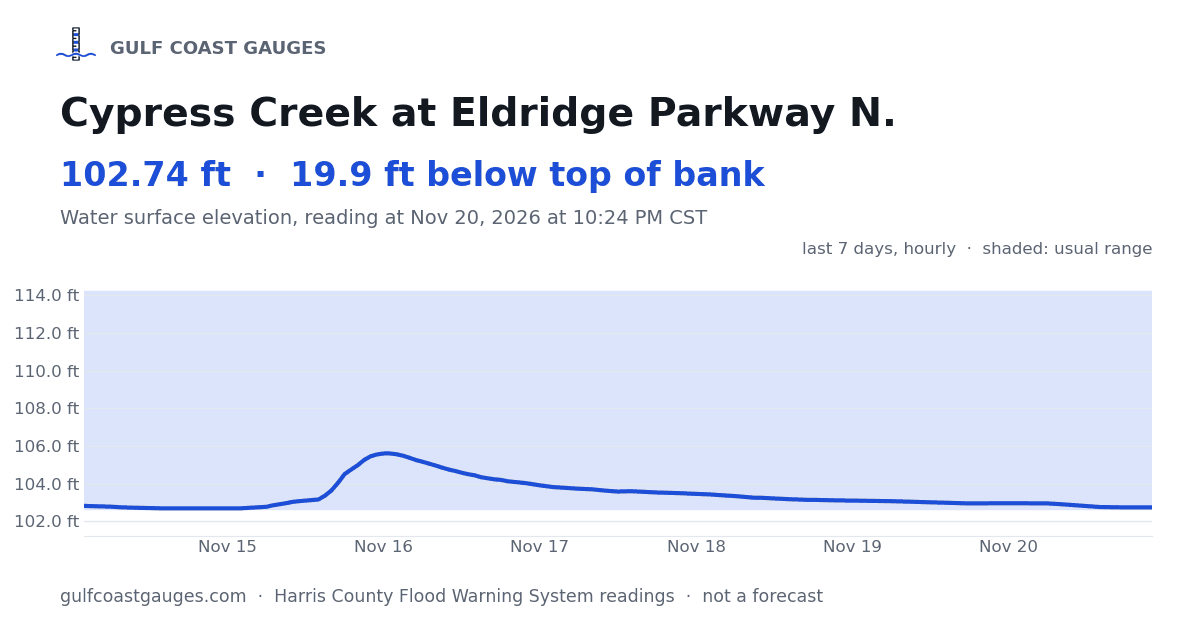 GULF COAST GAUGES
Cypress Creek at Eldridge Parkway N.
102.74 ft · 19.9 ft below top of bank
Water surface elevation, reading at Nov 20, 2026 at 10:24 PM CST
last 7 days, hourly · shaded: usual range
114.0 ft
112.0 ft
110.0 ft
108.0 ft
106.0 ft
104.0 ft
102.0 ft
Nov 15 Nov 16 Nov 17 Nov 18 Nov 19 Nov 20
gulfcoastgauges.com · Harris County Flood Warning System readings · not a forecast